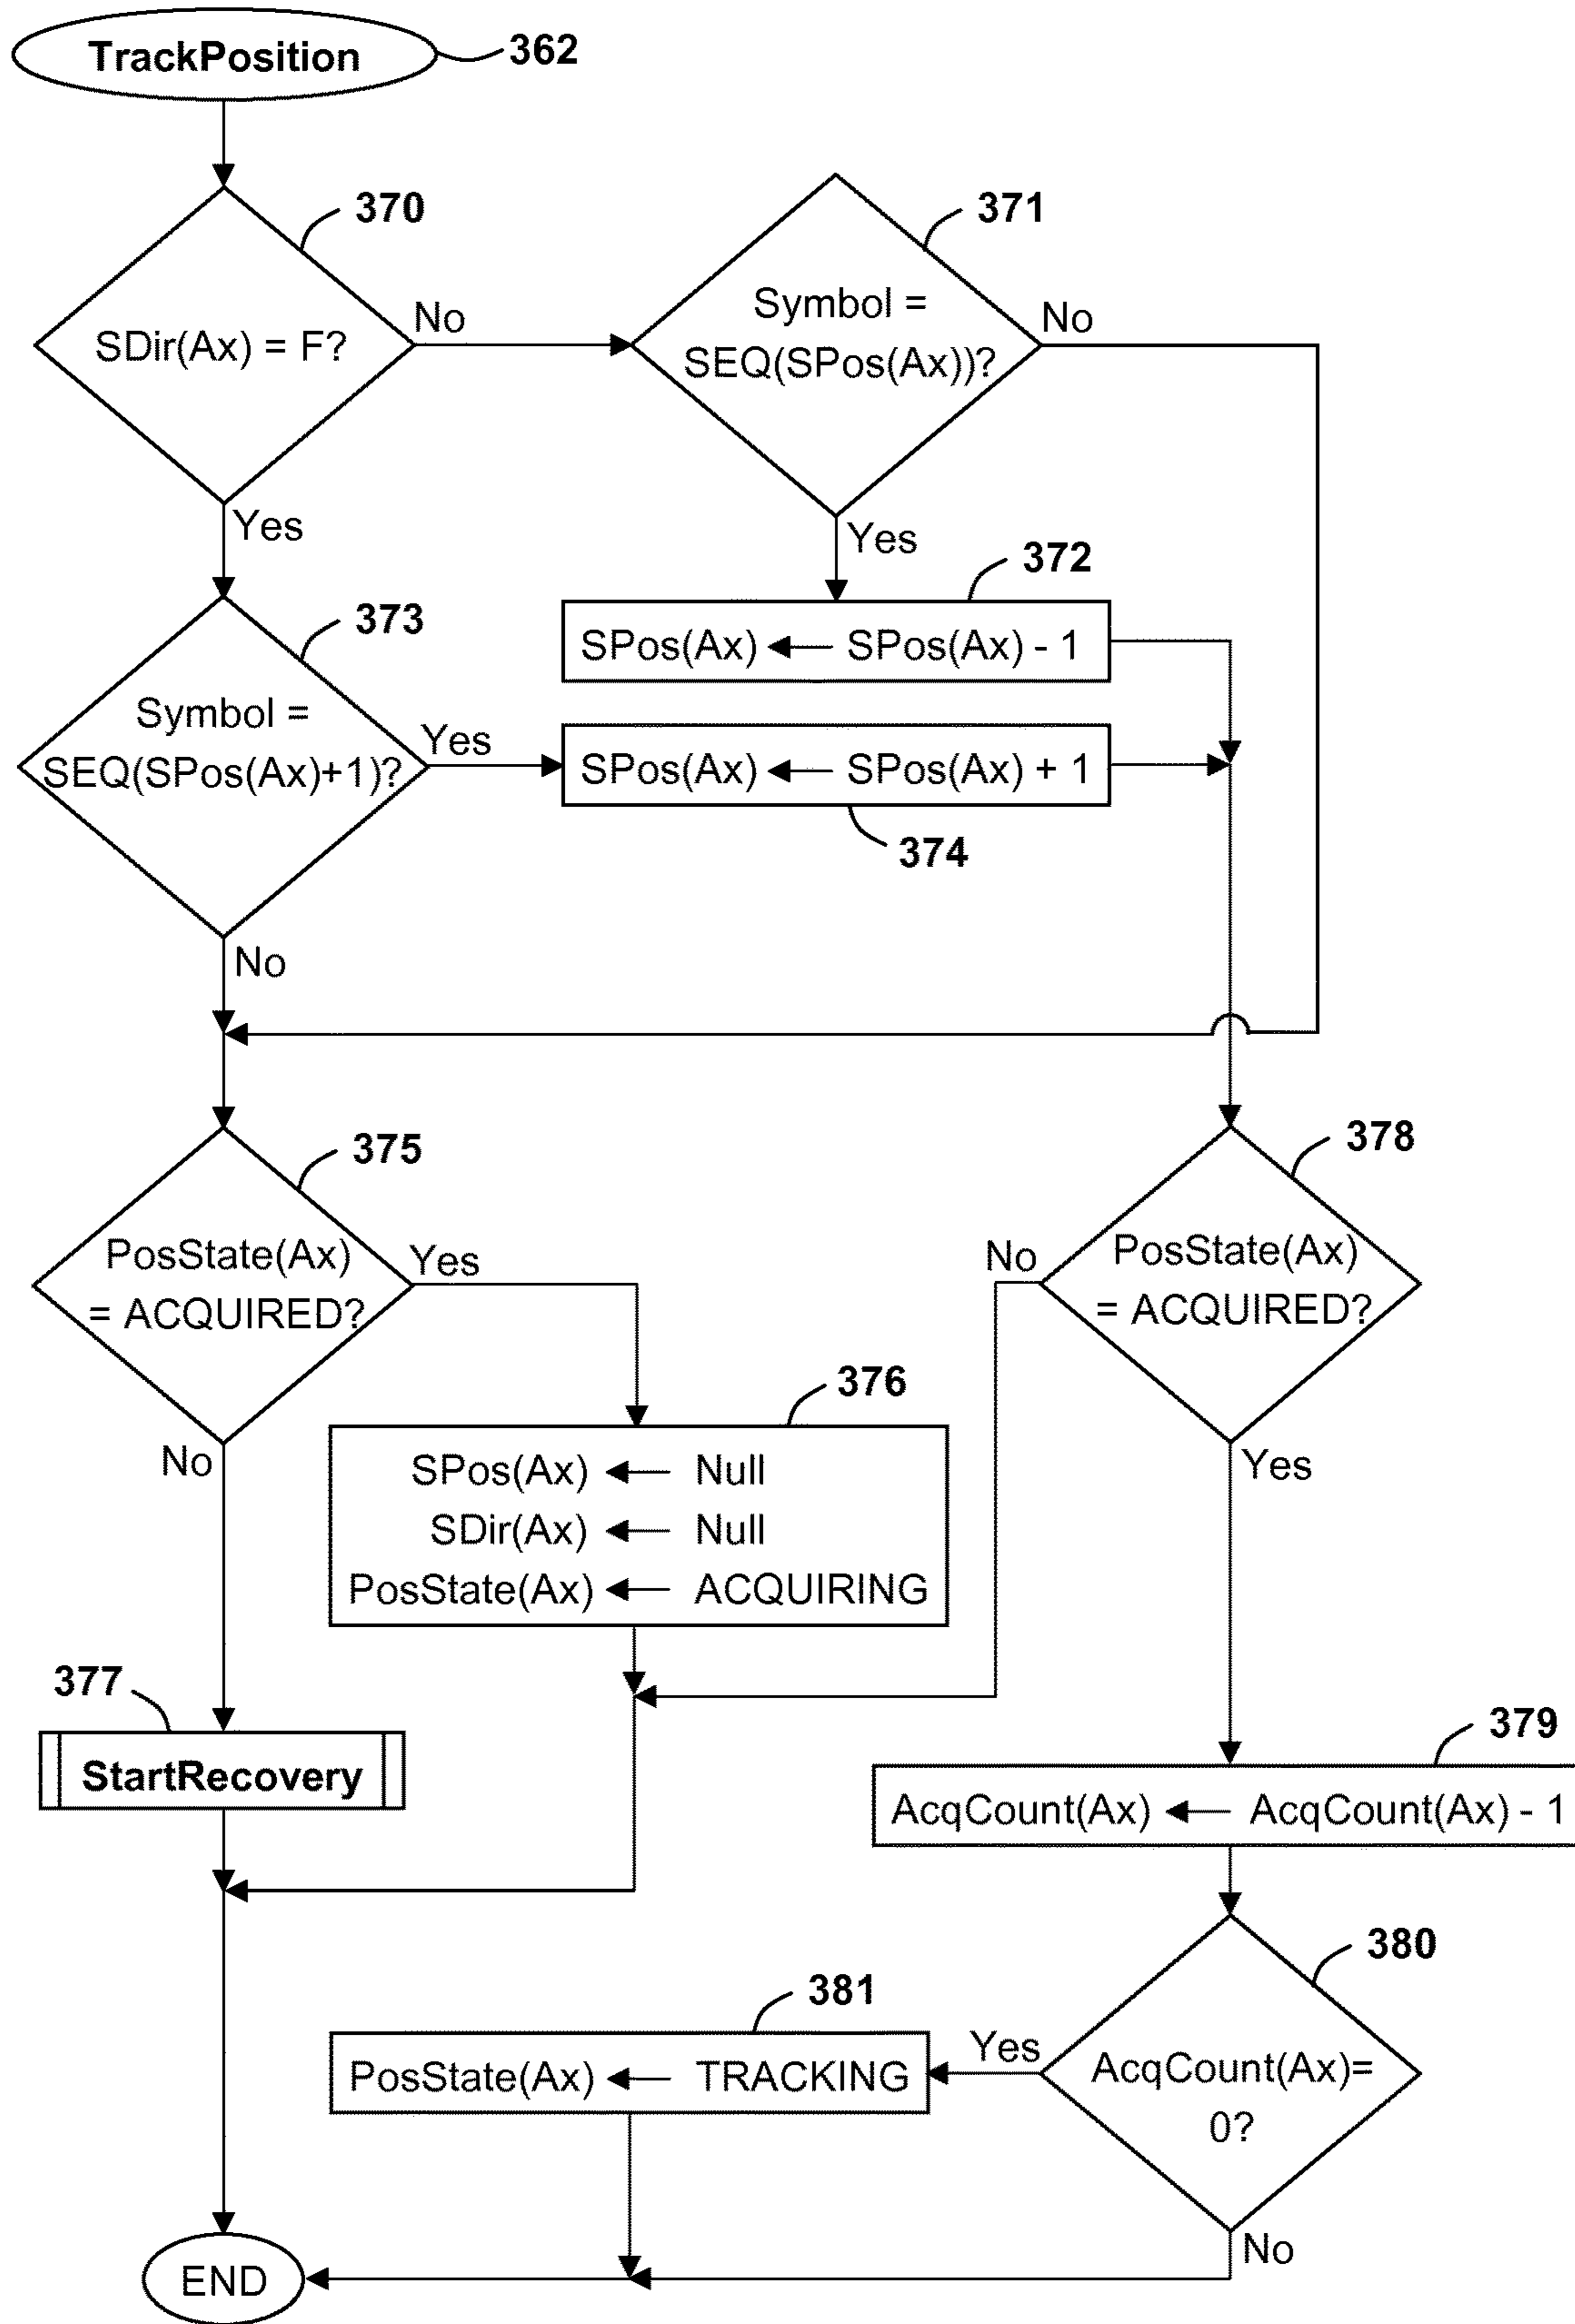 TrackPosition
362
370
371
SDir(Ax) = F?
No
Symbol =
SEQ(SPos(Ax))?
No
Yes
Yes
372
SPos(Ax) ← SPos(Ax) - 1
373
Symbol =
SEQ(SPos(Ax)+1)?
Yes
SPos(Ax) ← SPos(Ax) + 1
374
No
375
378
PosState(Ax)
= ACQUIRED?
Yes
No
PosState(Ax)
= ACQUIRED?
376
No
Yes
SPos(Ax) ← Null
SDir(Ax) ← Null
PosState(Ax) ← ACQUIRING
377
StartRecovery
379
AcqCount(Ax) ← AcqCount(Ax) - 1
380
381
PosState(Ax) ← TRACKING
Yes
AcqCount(Ax)=
0?
No
END